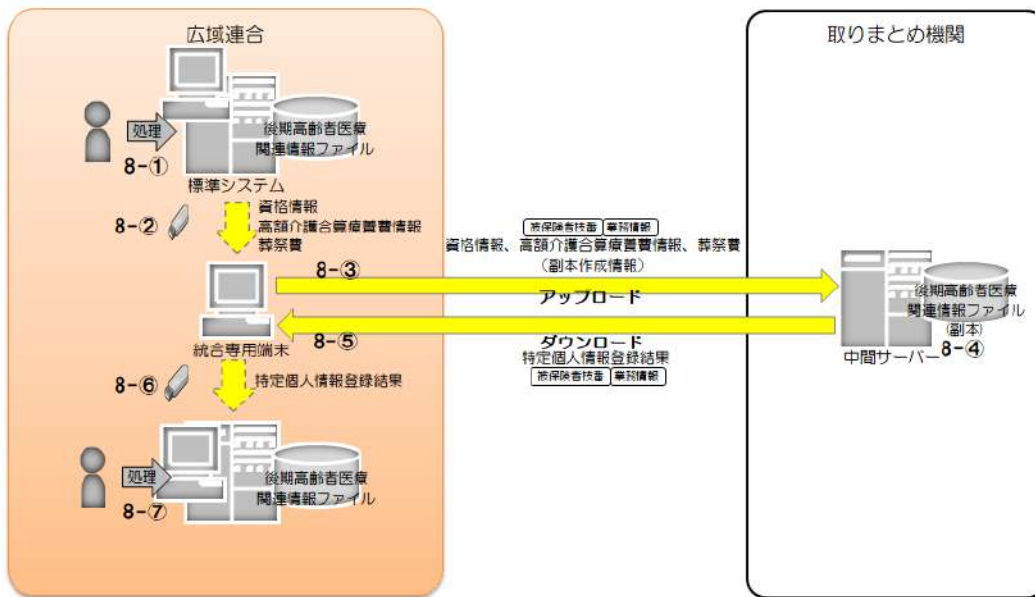 広域連合
処理
8-①
後期高齢者医療
関連情報ファイル
標準システム
8-②
資格情報
高額介護合算療養費情報
葬祭費
8-③
被保険者枝番 業務情報
資格情報、高額介護合算療養費情報、葬祭費
(副本作成情報)
アップロード
統合専用端末
8-⑤
ダウンロード
特定個人情報登録結果
被保険者枝番 業務情報
8-⑥
特定個人情報登録結果
処理
8-⑦
後期高齢者医療
関連情報ファイル
取りまとめ機関
後期高齢者医療
関連情報ファイル
(副本)
中間サーバー
8-④